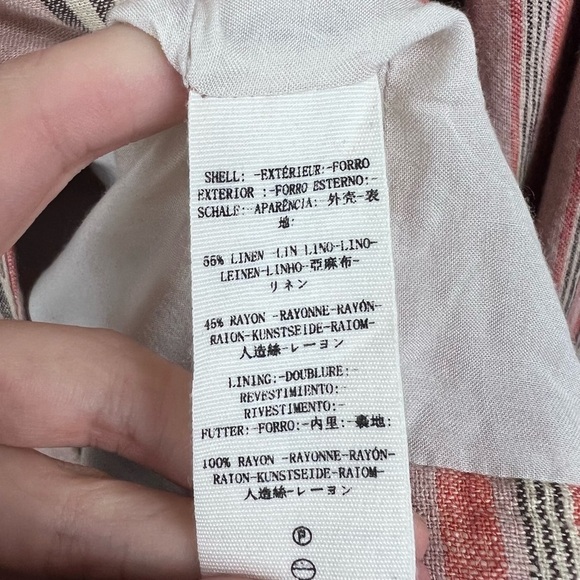 SHELL: -EXTÉRIEUR-FORRO
EXTERIOR :-FORRO ESTERNO:-
SCHALE-APARÊNCIA: 外壳-表
地
55% LINEN -LIN LINO-LINO-
LEINEN-LINHO-亞麻布-
リネン
45% RAYON -RAYONNE-RAYÓN-
RAION-KUNSTSEIDE-RAIOM-
人造絲-レーヨン
LINING:-DOUBLURE:-
REVESTIMIENTO:-
RIVESTIMENTO:-
FUTTER-FORRO:-内里:-裏地:
100% RAYON -RAYONNE-RAYÓN-
RAION-KUNSTSEIDE-RAIOM-
人造絲-レーヨン
P